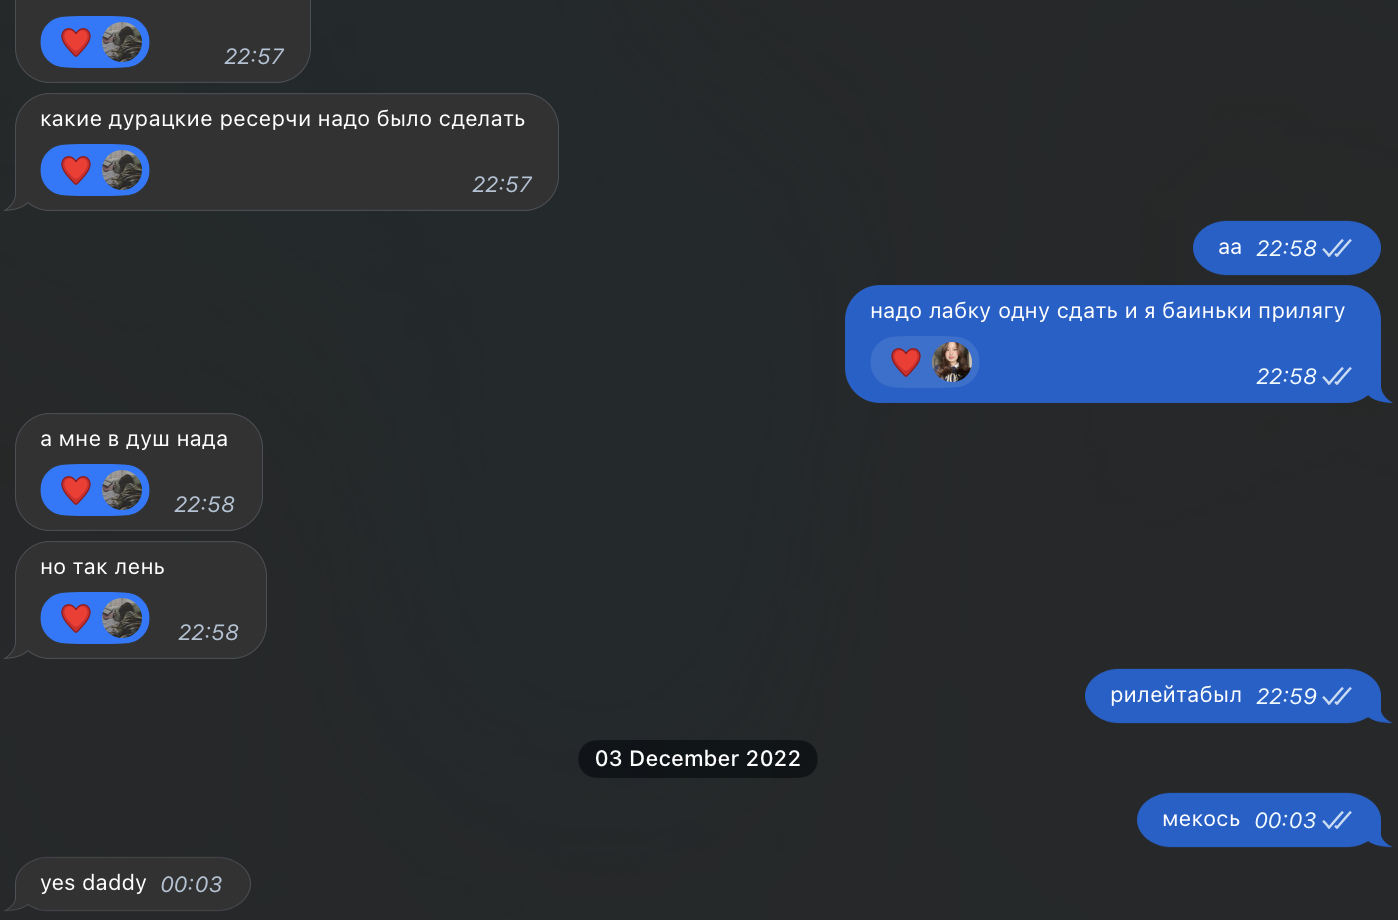 22:57
какие дурацкие ресерчи надо было сделать
22:57
аа 22:58
надо лабку одну сдать и я баиньки прилягу
22:58
а мне в душ нада
22:58
но так лень
22:58
рилейтабыл 22:59
03 December 2022
мекось 00:03
yes daddy 00:03